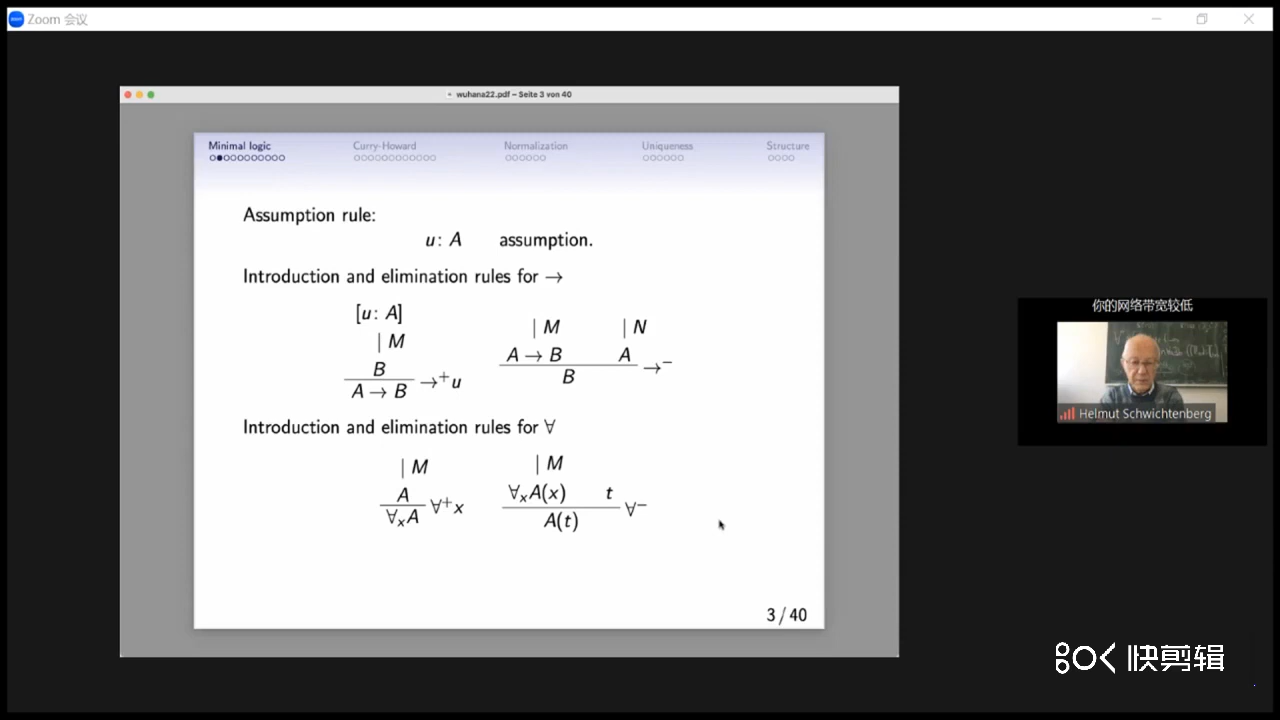 zoom Zoom 会议
wuhana22.pdf – Seite 3 von 40
Minimal logic Curry-Howard Normalization Uniqueness Structure
Assumption rule:
u: A assumption.
Introduction and elimination rules for →
[u: A]
| M | M | N
B A → B A
A → B →⁺u B →⁻
Introduction and elimination rules for ∀
| M | M
A ∀ₓA(x) t
∀ₓA ∀⁺x A(t) ∀⁻
3 / 40
你的网络带宽较低
Helmut Schwichtenberg
快剪辑